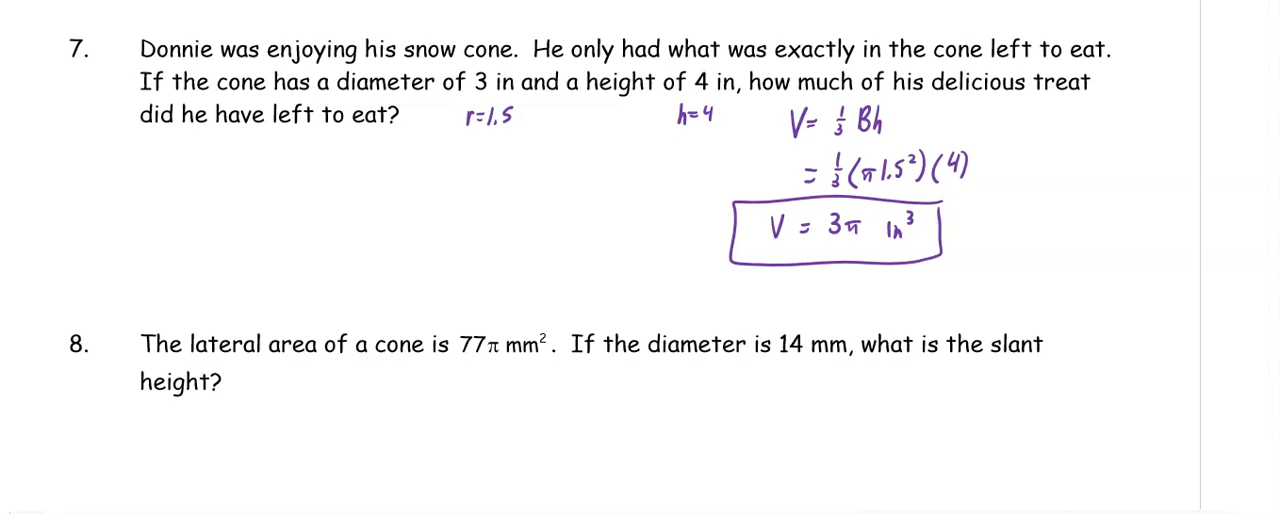 7. Donnie was enjoying his snow cone. He only had what was exactly in the cone left to eat.
If the cone has a diameter of 3 in and a height of 4 in, how much of his delicious treat
did he have left to eat? r=1.5 h=4 V= 1/3 Bh
= 1/3 (π1.5²)(4)
V = 3π in³
8. The lateral area of a cone is 77π mm². If the diameter is 14 mm, what is the slant
height?